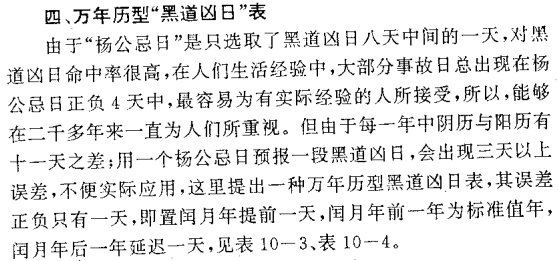 四、万年历型“黑道凶日”表
由于“杨公忌日”是只选取了黑道凶日八天中间的一天,对黑
道凶日命中率很高,在人们生活经验中,大部分事故日总出现在杨
公忌日正负4天中,最容易为有实际经验的人所接受,所以,能够
在二千多年来一直为人们所重视。但由于每一年中阴历与阳历有
十一天之差;用一个杨公忌日预报一段黑道凶日,会出现三天以上
误差,不便实际应用,这里提出一种万年历型黑道凶日表,其误差
正负只有一天,即置闰月年提前一天,闰月年前一年为标准值年,
闰月年后一年延迟一天,见表10-3、表10-4。